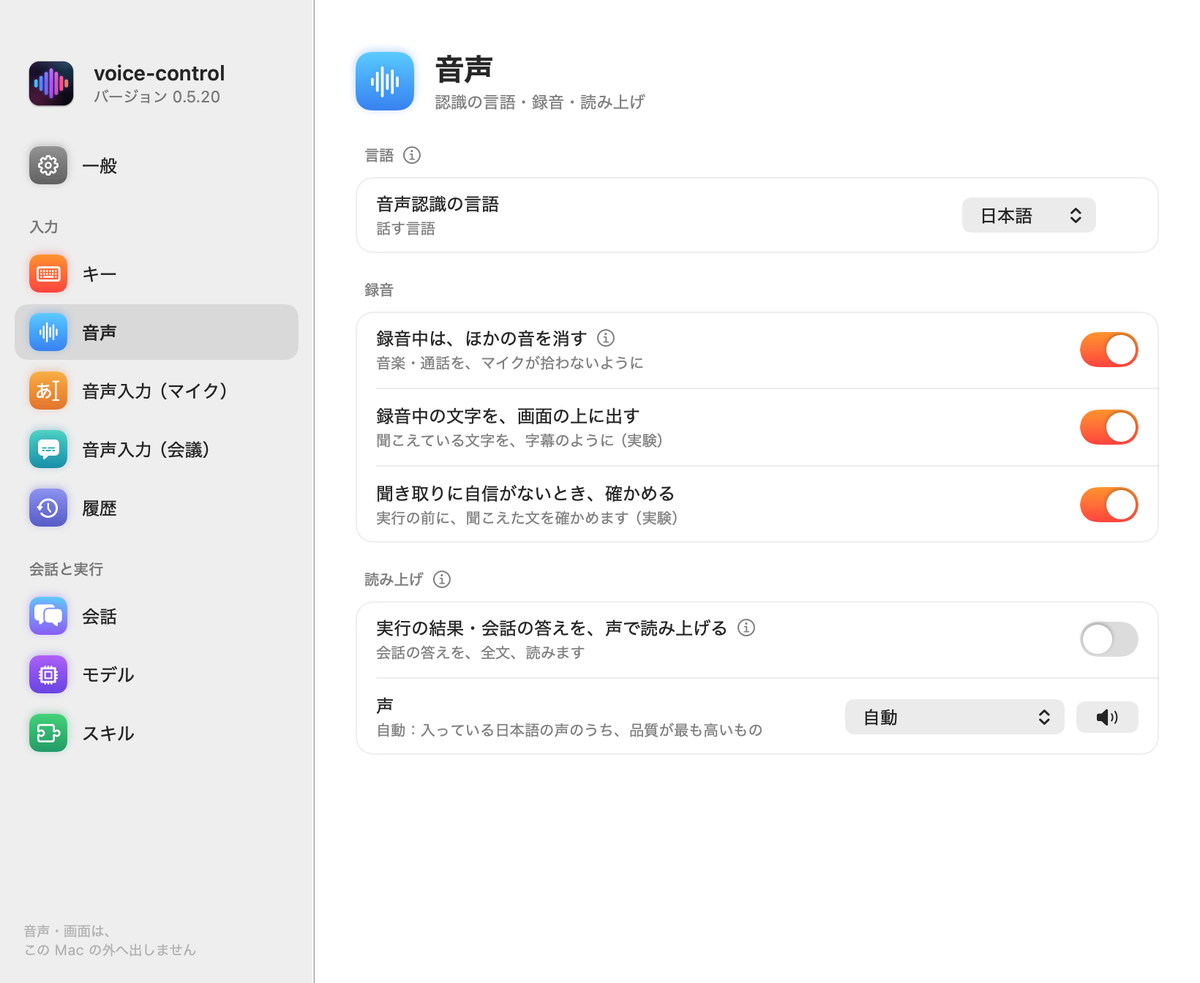 voice-control
バージョン 0.5.20
一般
入力
キー
音声
音声入力（マイク）
音声入力（会議）
履歴
会話と実行
会話
モデル
スキル
音声・画面は、
この Mac の外へ出しません
音声
認識の言語・録音・読み上げ
言語
音声認識の言語
話す言語
日本語
録音
録音中は、ほかの音を消す
音楽・通話を、マイクが拾わないように
録音中の文字を、画面の上に出す
聞こえている文字を、字幕のように（実験）
聞き取りに自信がないとき、確かめる
実行の前に、聞こえた文を確かめます（実験）
読み上げ
実行の結果・会話の答えを、声で読み上げる
会話の答えを、全文、読みます
声
自動：入っている日本語の声のうち、品質が最も高いもの
自動